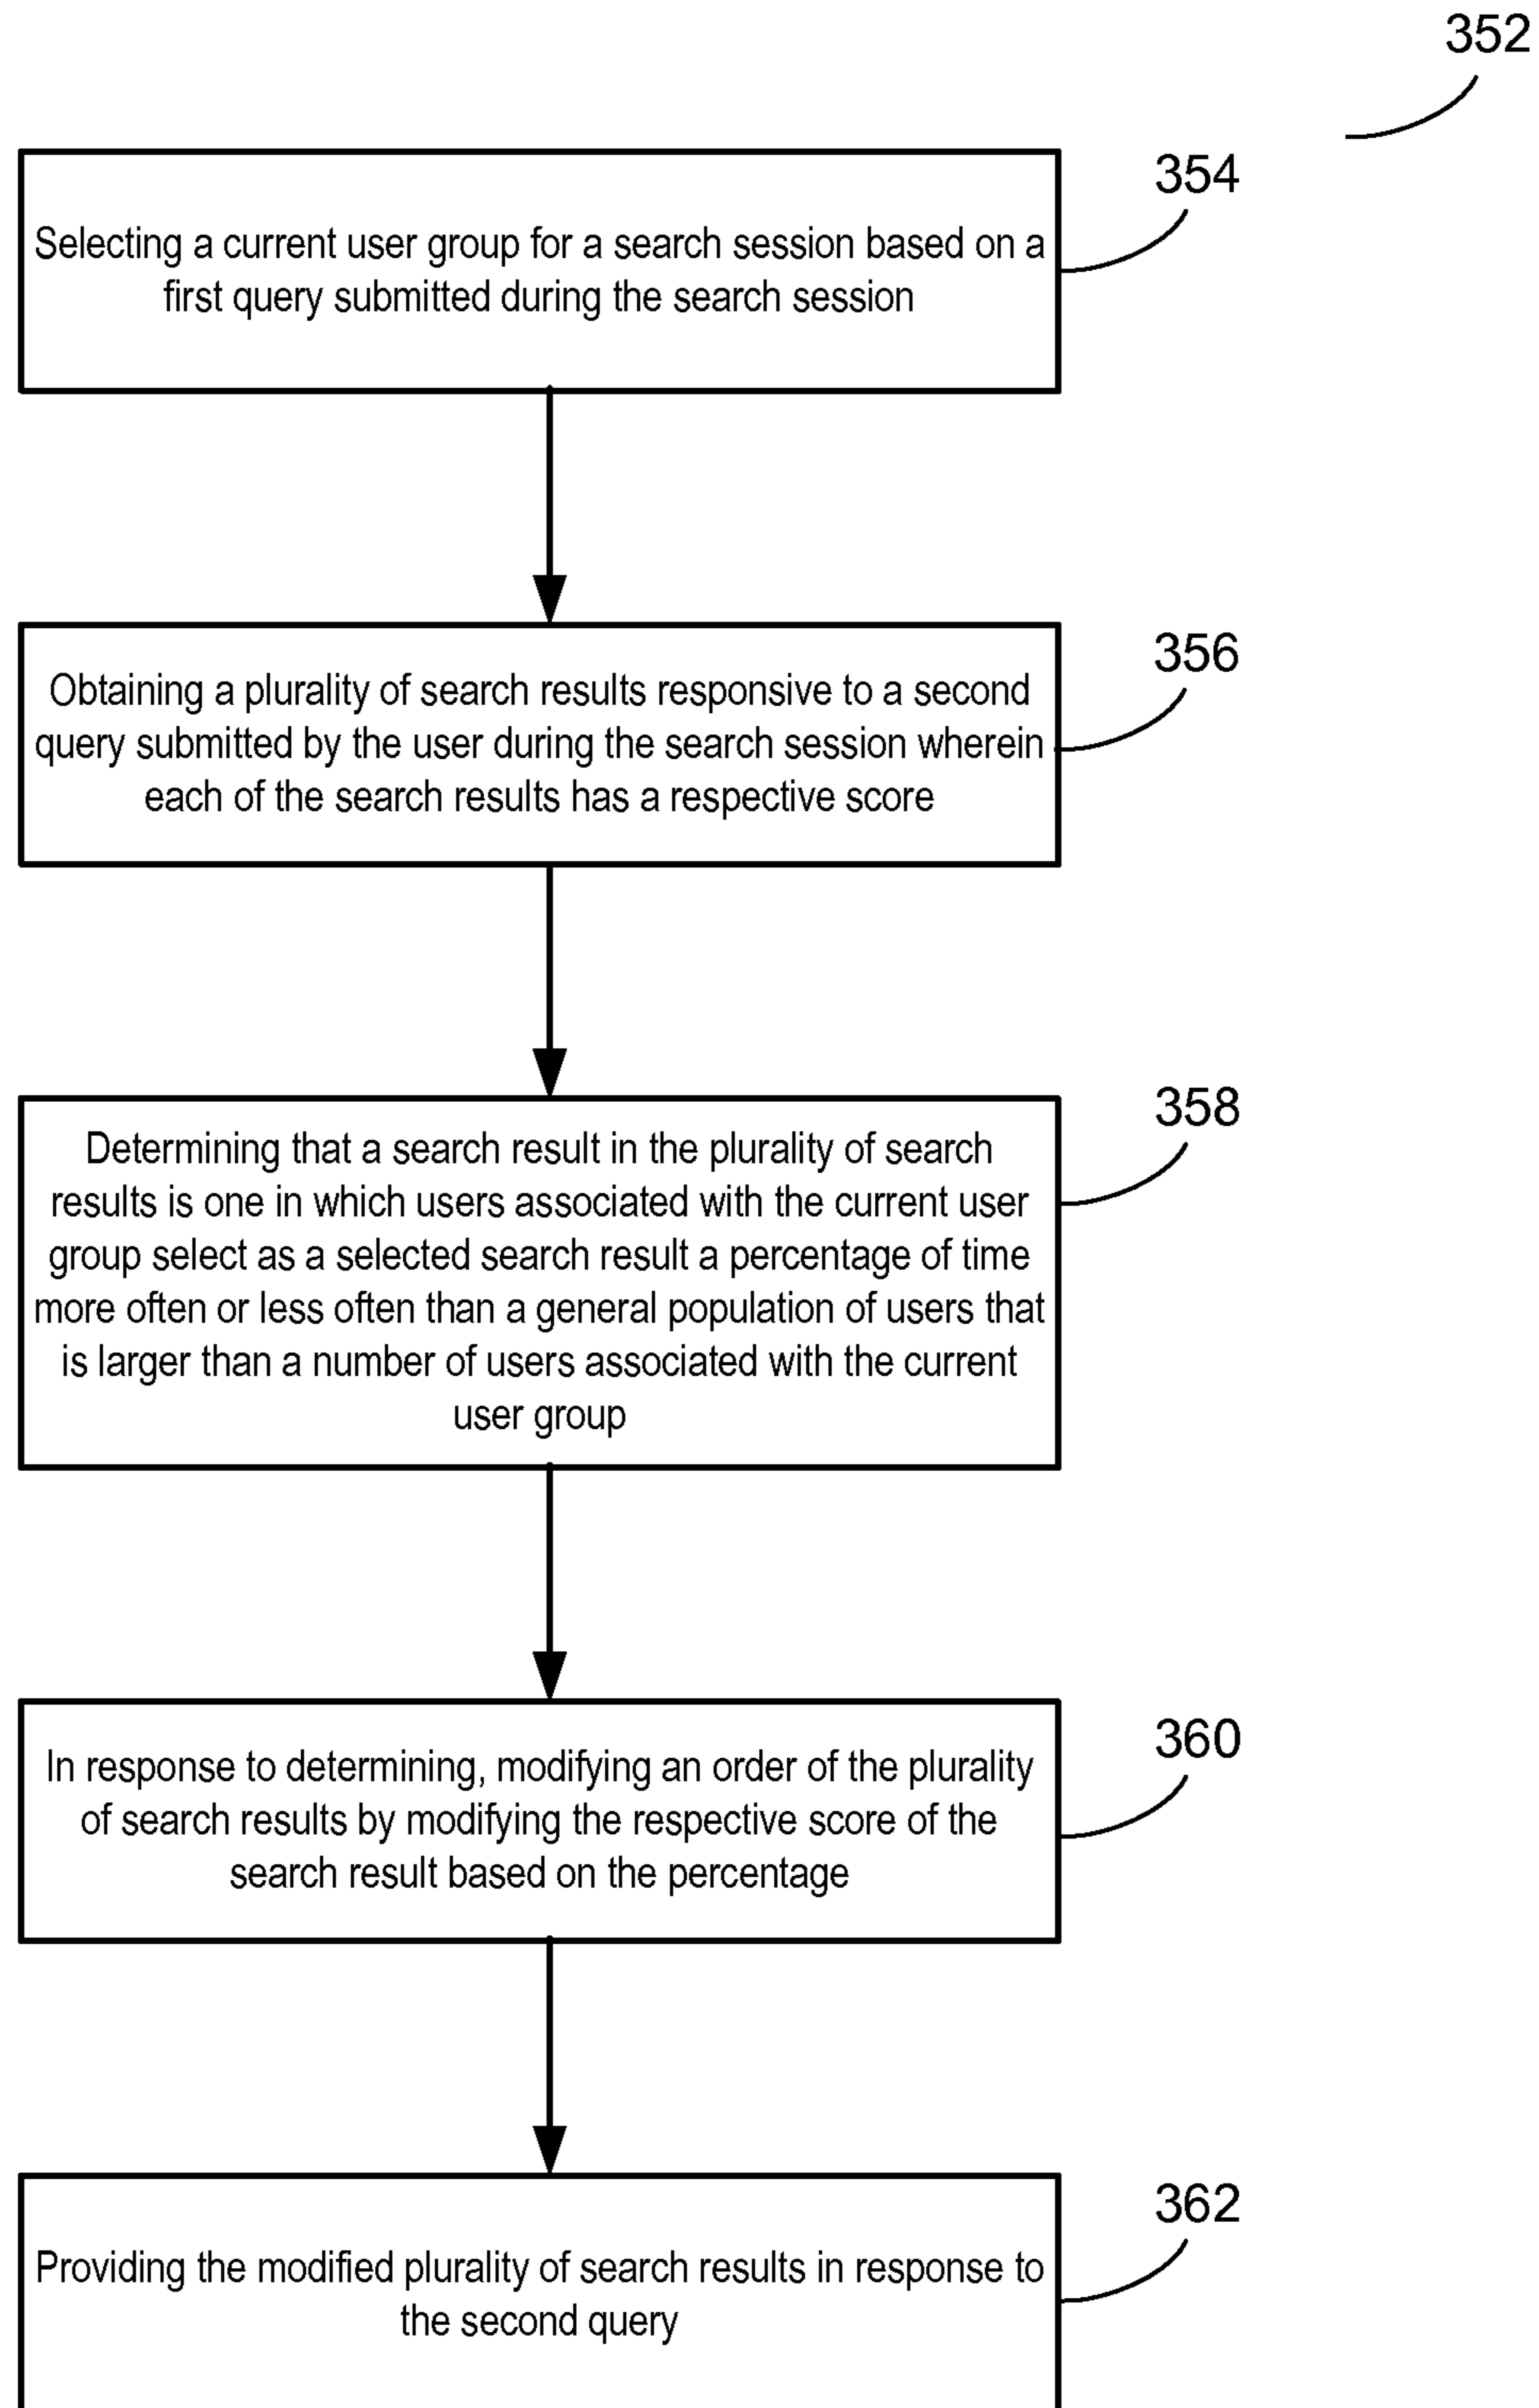 352
354
Selecting a current user group for a search session based on a
first query submitted during the search session
356
Obtaining a plurality of search results responsive to a second
query submitted by the user during the search session wherein
each of the search results has a respective score
358
Determining that a search result in the plurality of search
results is one in which users associated with the current user
group select as a selected search result a percentage of time
more often or less often than a general population of users that
is larger than a number of users associated with the current
user group
360
In response to determining, modifying an order of the plurality
of search results by modifying the respective score of the
search result based on the percentage
362
Providing the modified plurality of search results in response to
the second query